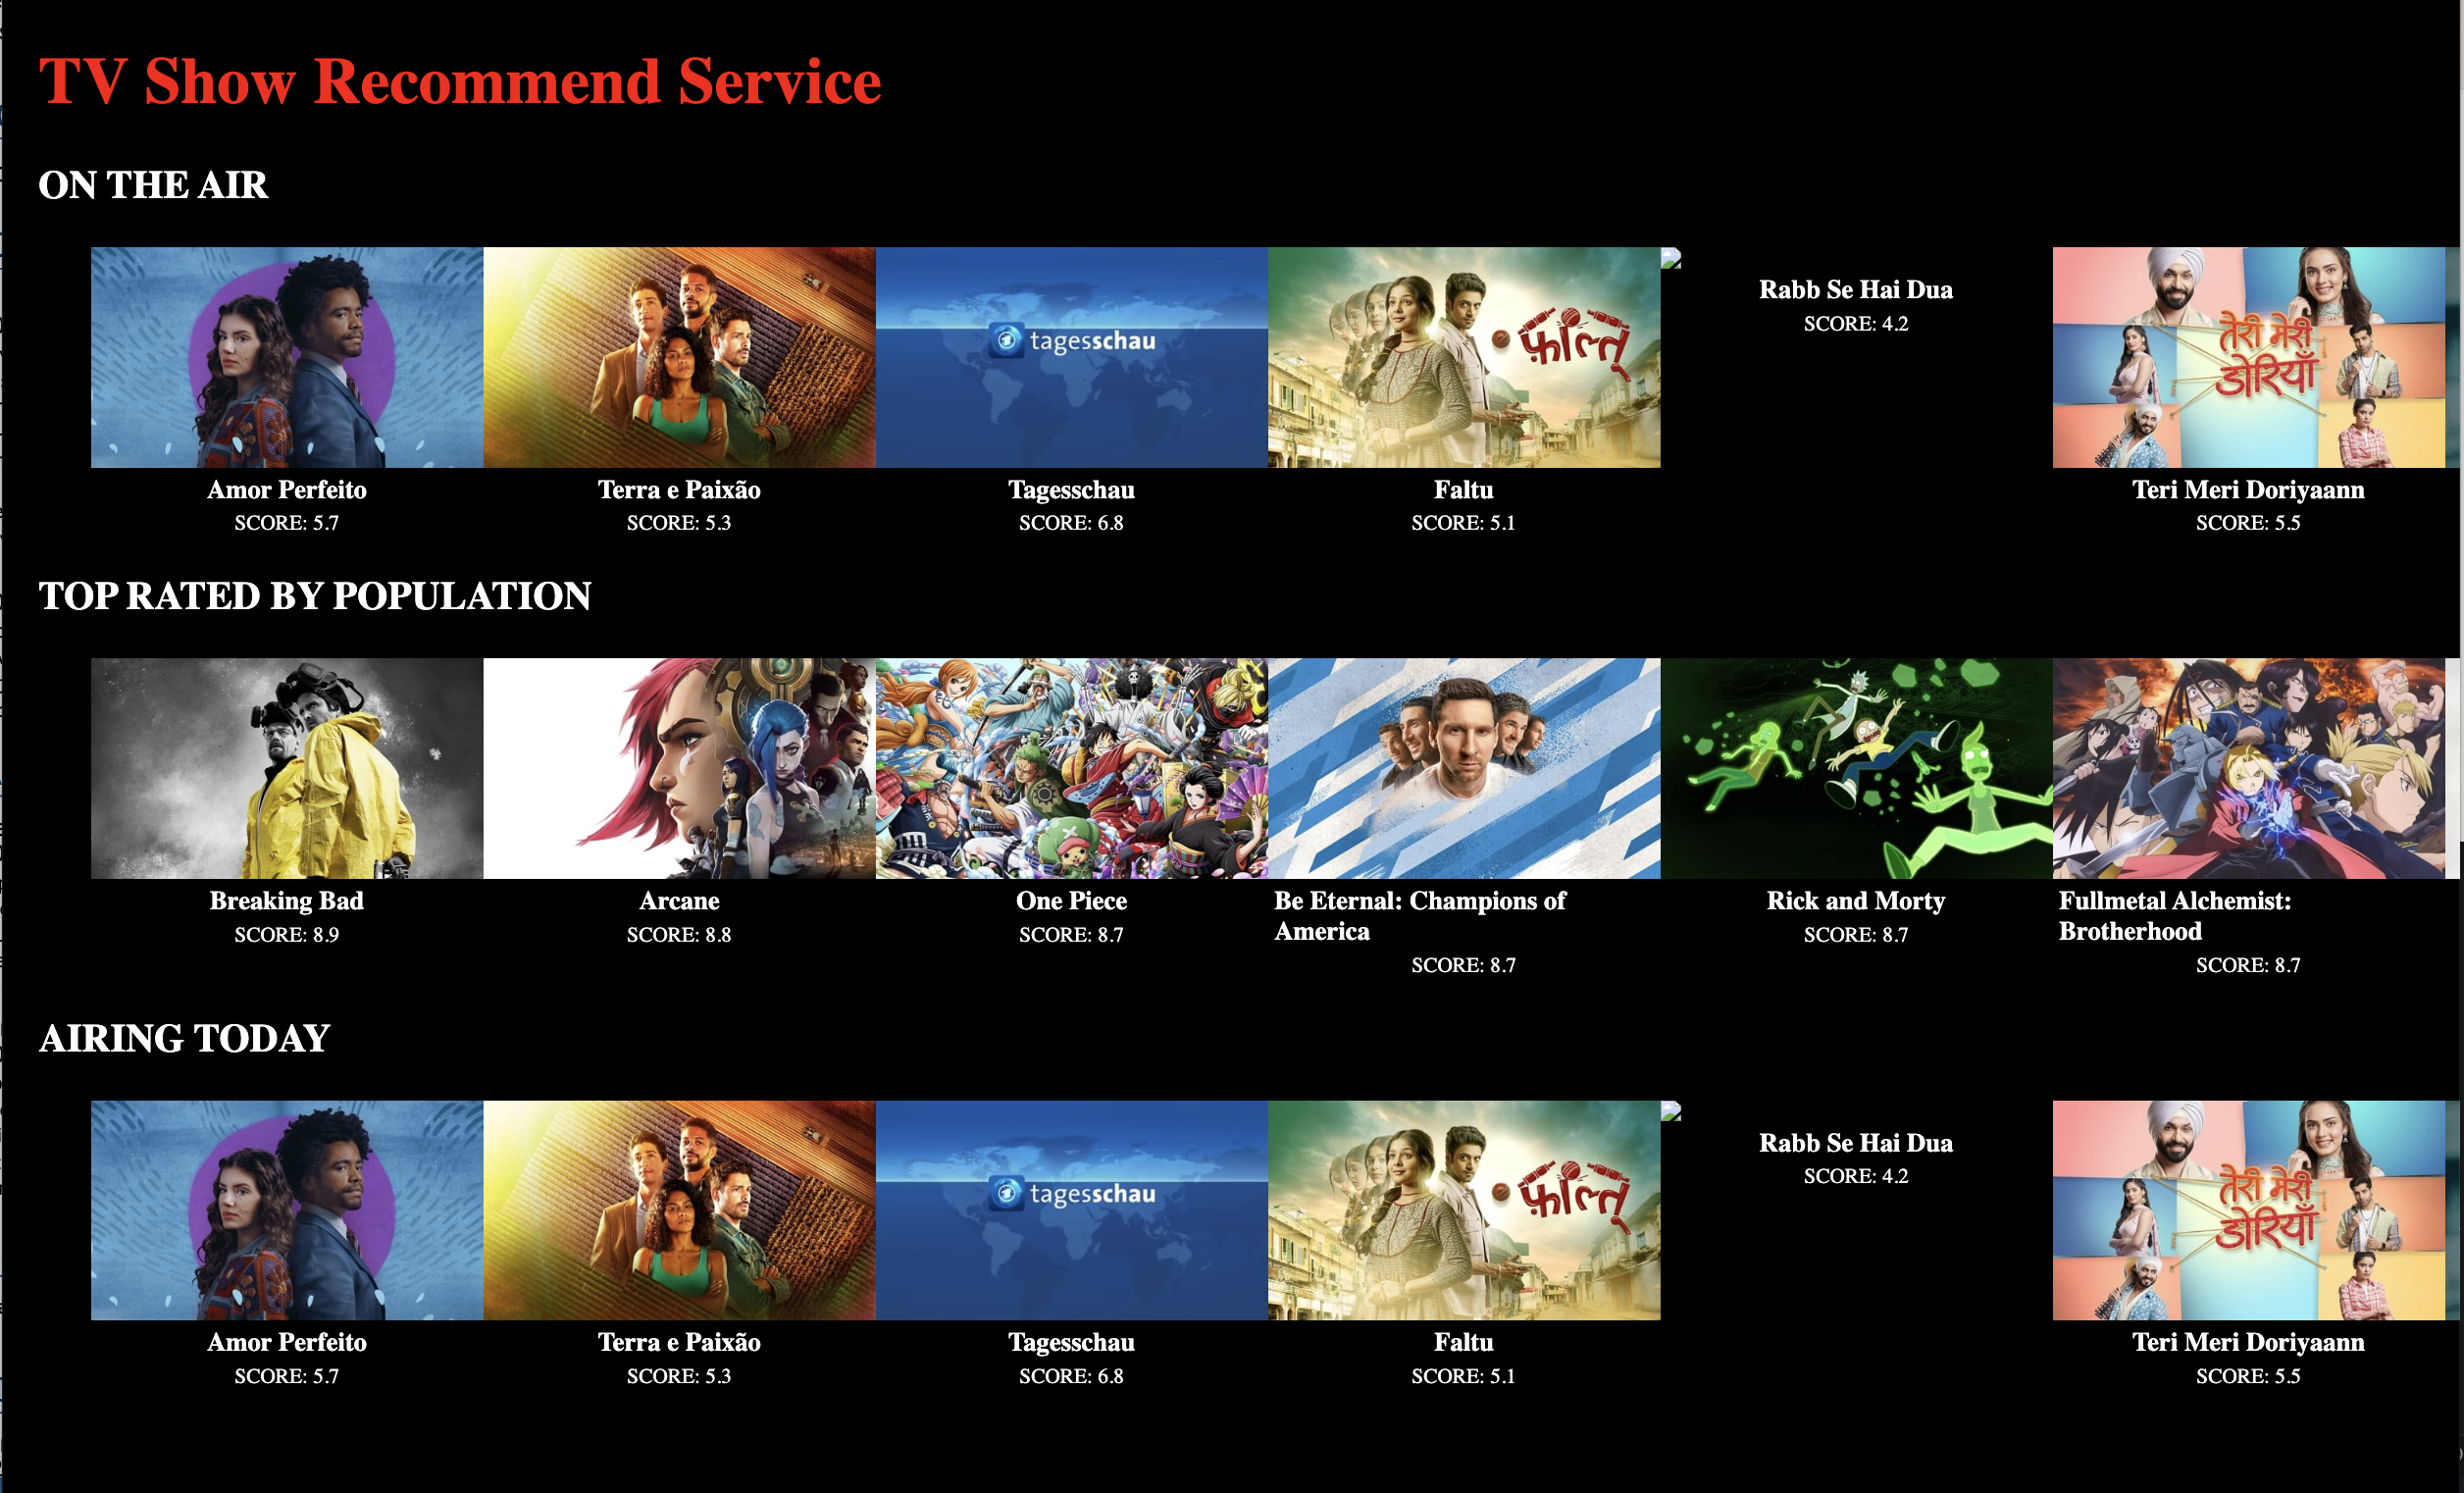 TV Show Recommend Service
ON THE AIR
tagesschau
फालतू
तेरी मेरी
डोरियाँ
Amor Perfeito
Terra e Paixão
Tagesschau
Faltu
Rabb Se Hai Dua
Teri Meri Doriyaann
SCORE: 5.7
SCORE: 5.3
SCORE: 6.8
SCORE: 5.1
SCORE: 4.2
SCORE: 5.5
TOP RATED BY POPULATION
Breaking Bad
Arcane
One Piece
Be Eternal: Champions of
America
Rick and Morty
Fullmetal Alchemist:
Brotherhood
SCORE: 8.9
SCORE: 8.8
SCORE: 8.7
SCORE: 8.7
SCORE: 8.7
SCORE: 8.7
AIRING TODAY
tagesschau
फालतू
तेरी मेरी
डोरियाँ
Amor Perfeito
Terra e Paixão
Tagesschau
Faltu
Rabb Se Hai Dua
Teri Meri Doriyaann
SCORE: 5.7
SCORE: 5.3
SCORE: 6.8
SCORE: 5.1
SCORE: 4.2
SCORE: 5.5